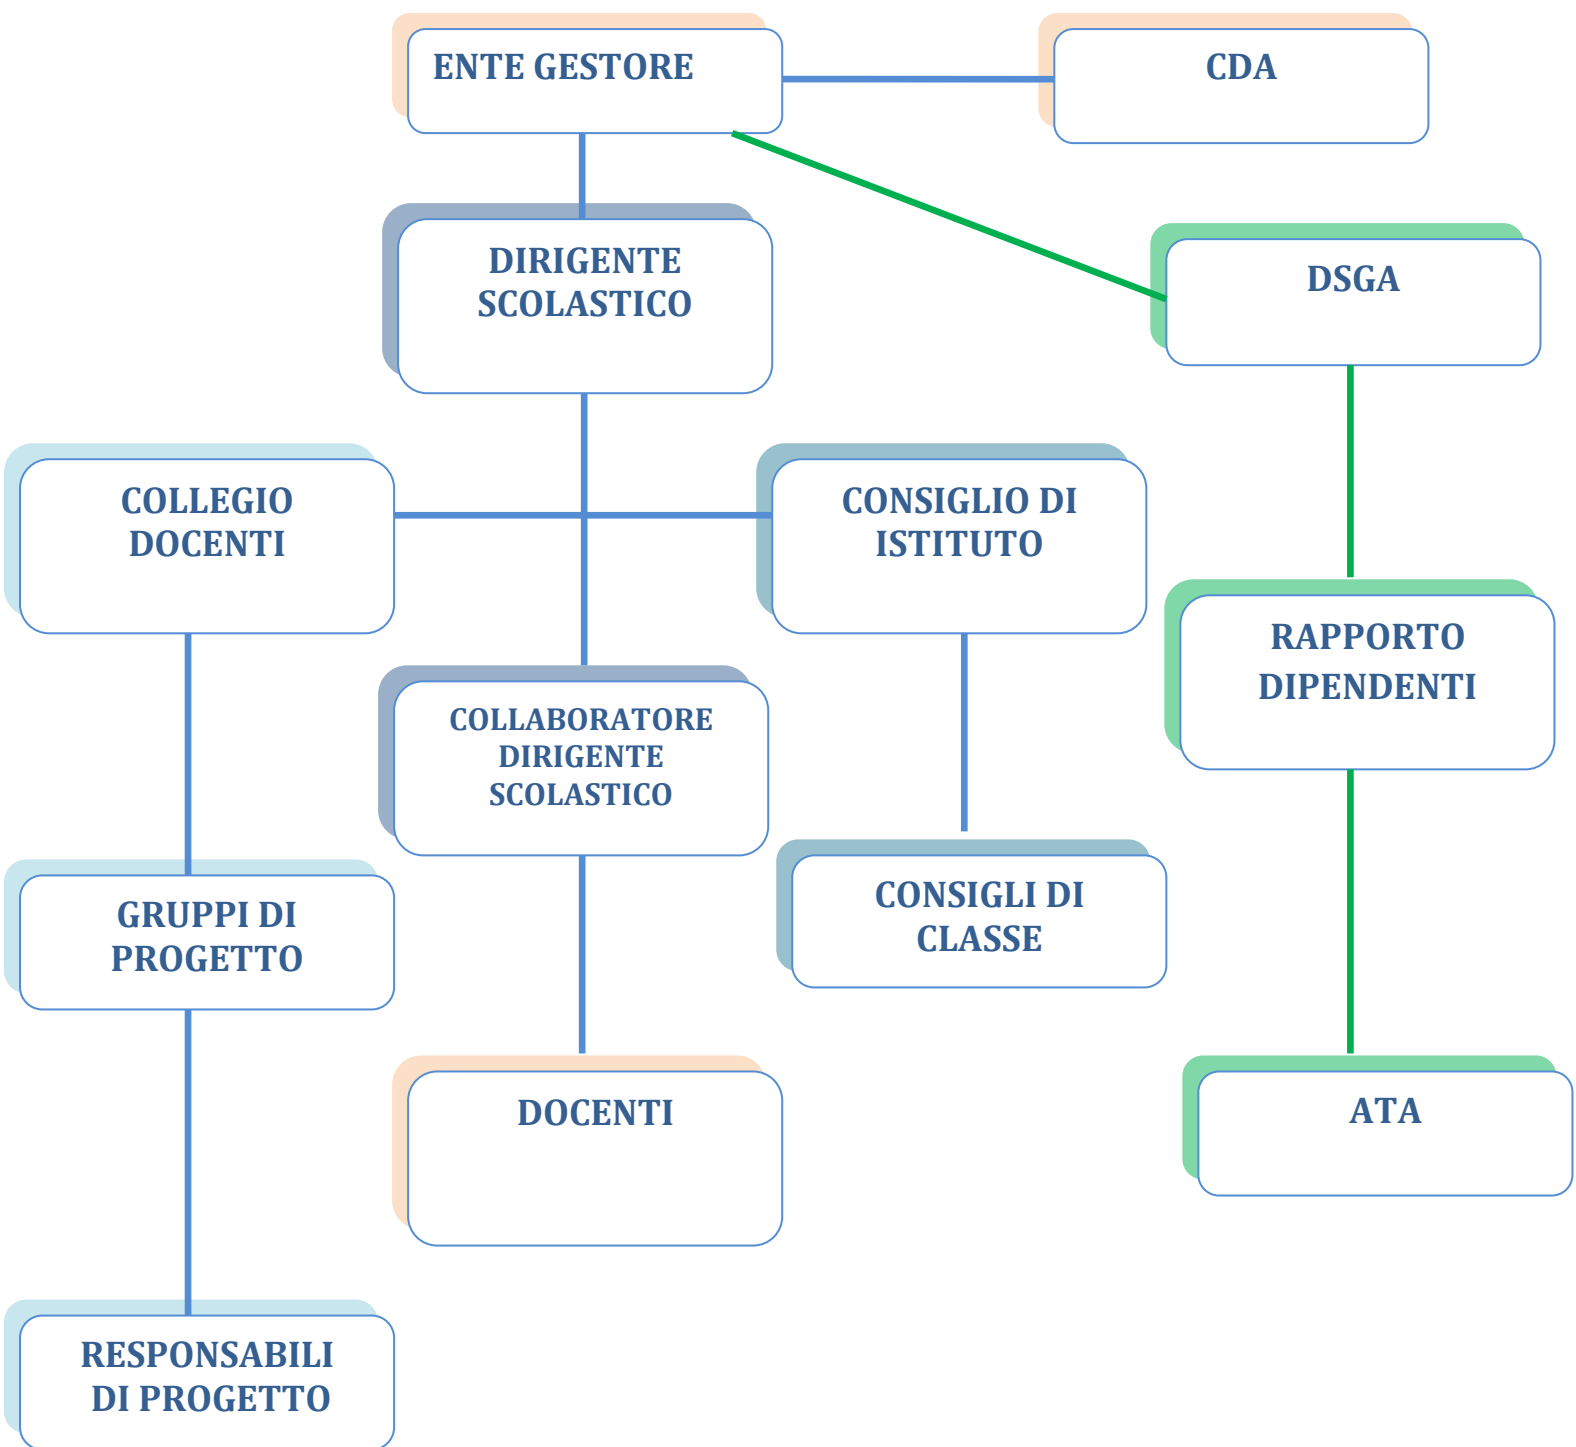 ENTE GESTORE
CDA
DIRIGENTE
SCOLASTICO
DSGA
COLLEGIO
DOCENTI
CONSIGLIO DI
ISTITUTO
RAPPORTO
DIPENDENTI
COLLABORATORE
DIRIGENTE
SCOLASTICO
GRUPPI DI
PROGETTO
CONSIGLI DI
CLASSE
DOCENTI
ATA
RESPONSABILI
DI PROGETTO